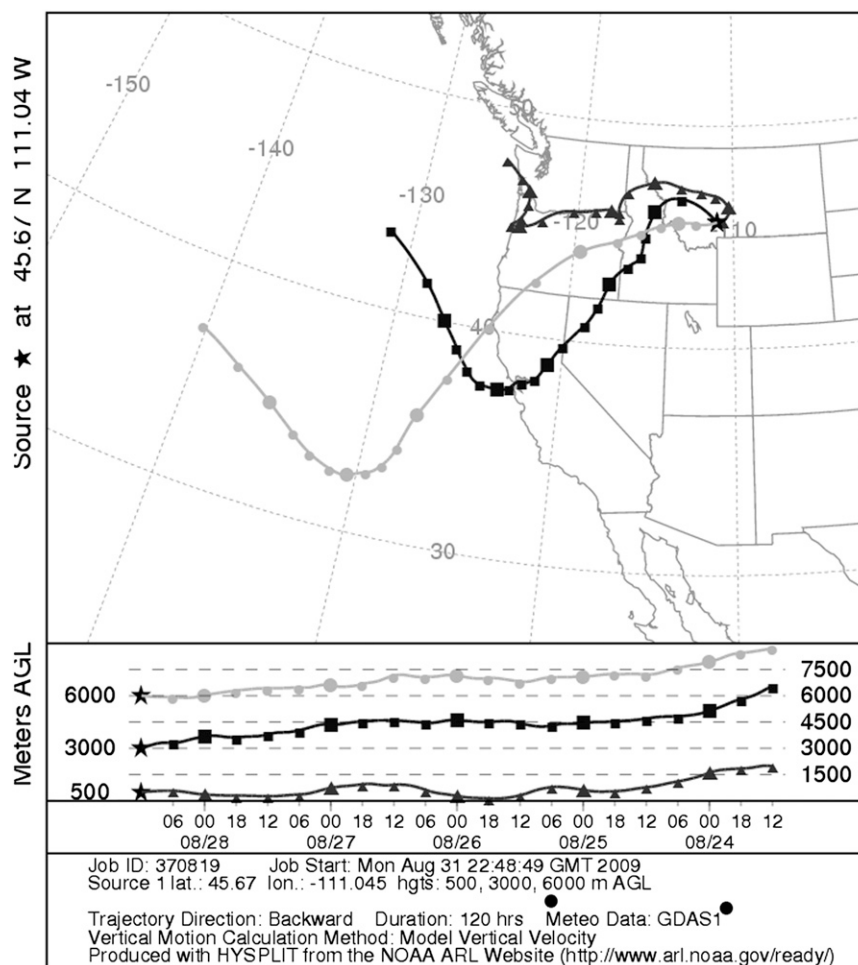 Source ★ at 45.67 N 111.04 W
-150
-140
-130
-120
110
40
30
Meters AGL
6000
3000
500
7500
6000
4500
3000
1500
06 00 18 12 06 00 18 12 06 00 18 12 06 00 18 12 06 00 18 12
08/28 08/27 08/26 08/25 08/24
Job ID: 370819 Job Start: Mon Aug 31 22:48:49 GMT 2009
Source 1 lat.: 45.67 lon.: -111.045 hgts: 500, 3000, 6000 m AGL
Trajectory Direction: Backward Duration: 120 hrs Meteo Data: GDAS1
Vertical Motion Calculation Method: Model Vertical Velocity
Produced with HYSPLIT from the NOAA ARL Website (http://www.arl.noaa.gov/ready/)